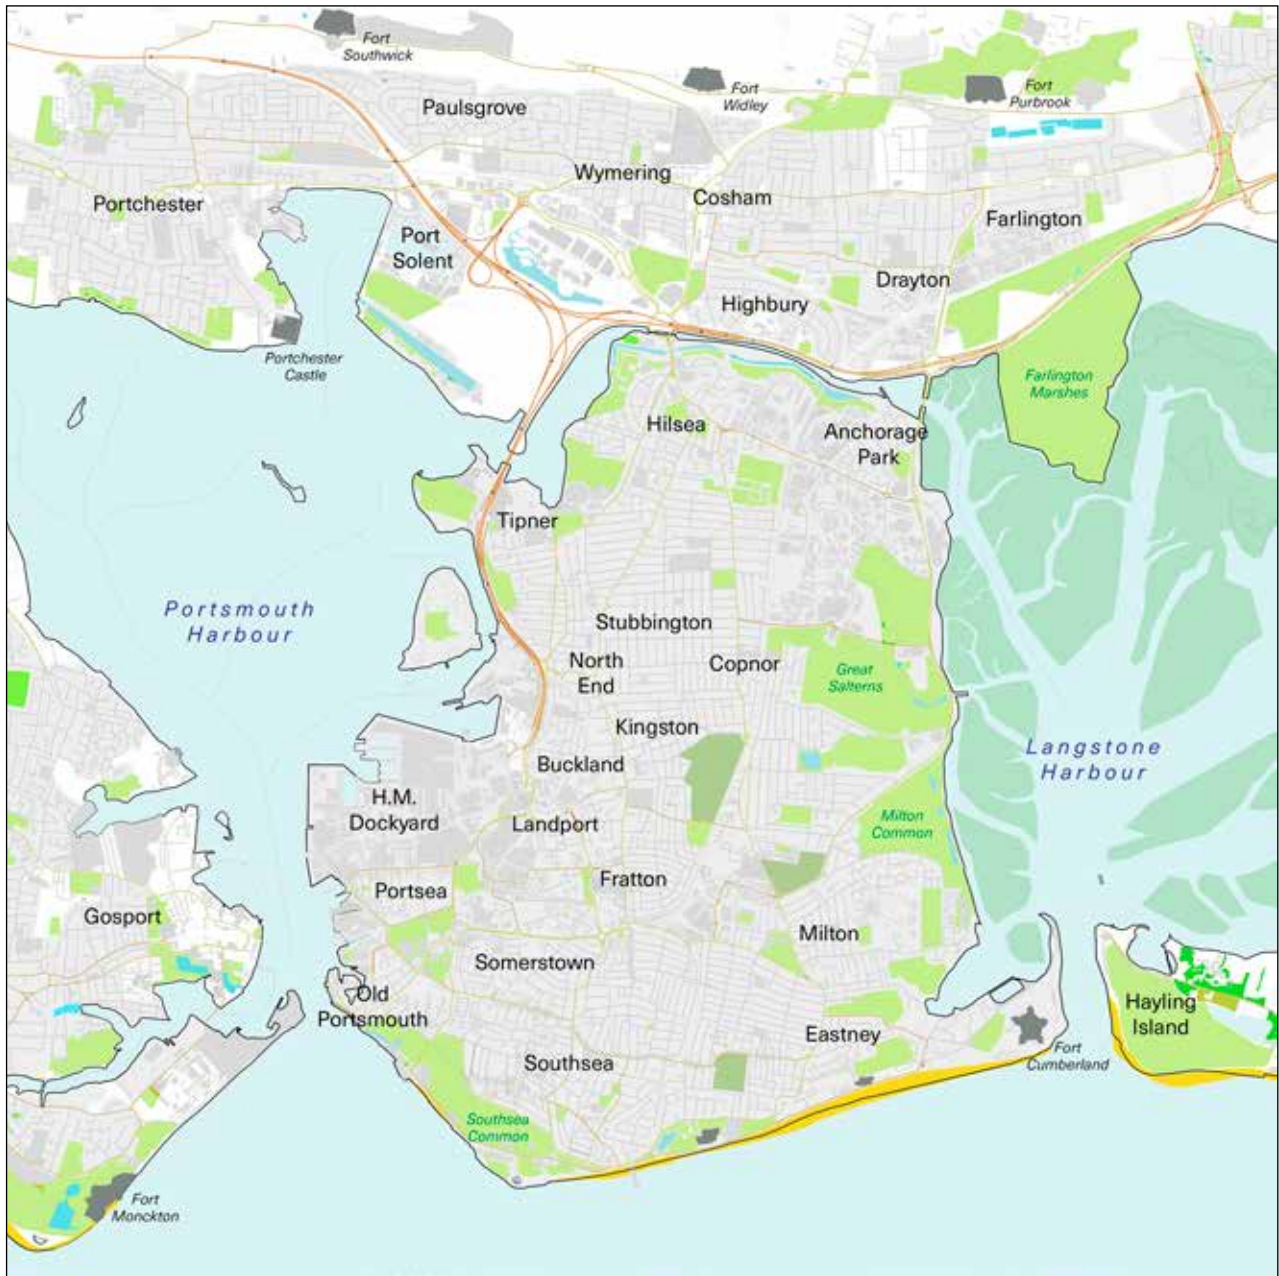 Fort
Southwick
Fort
Widley
Fort
Purbrook
Paulsgrove
Wymering
Cosham
Portchester
Farlington
Port
Solent
Drayton
Highbury
Portchester
Castle
Farlington
Marshes
Hilsea
Anchorage
Park
Tipner
Portsmouth
Harbour
Stubbington
North
End
Copnor
Great
Salterns
Kingston
Langstone
Harbour
Buckland
H.M.
Dockyard
Landport
Milton
Common
Fratton
Portsea
Gosport
Milton
Somerstown
Old
Portsmouth
Hayling
Island
Eastney
Southsea
Fort
Cumberland
Southsea
Common
Fort
Monckton